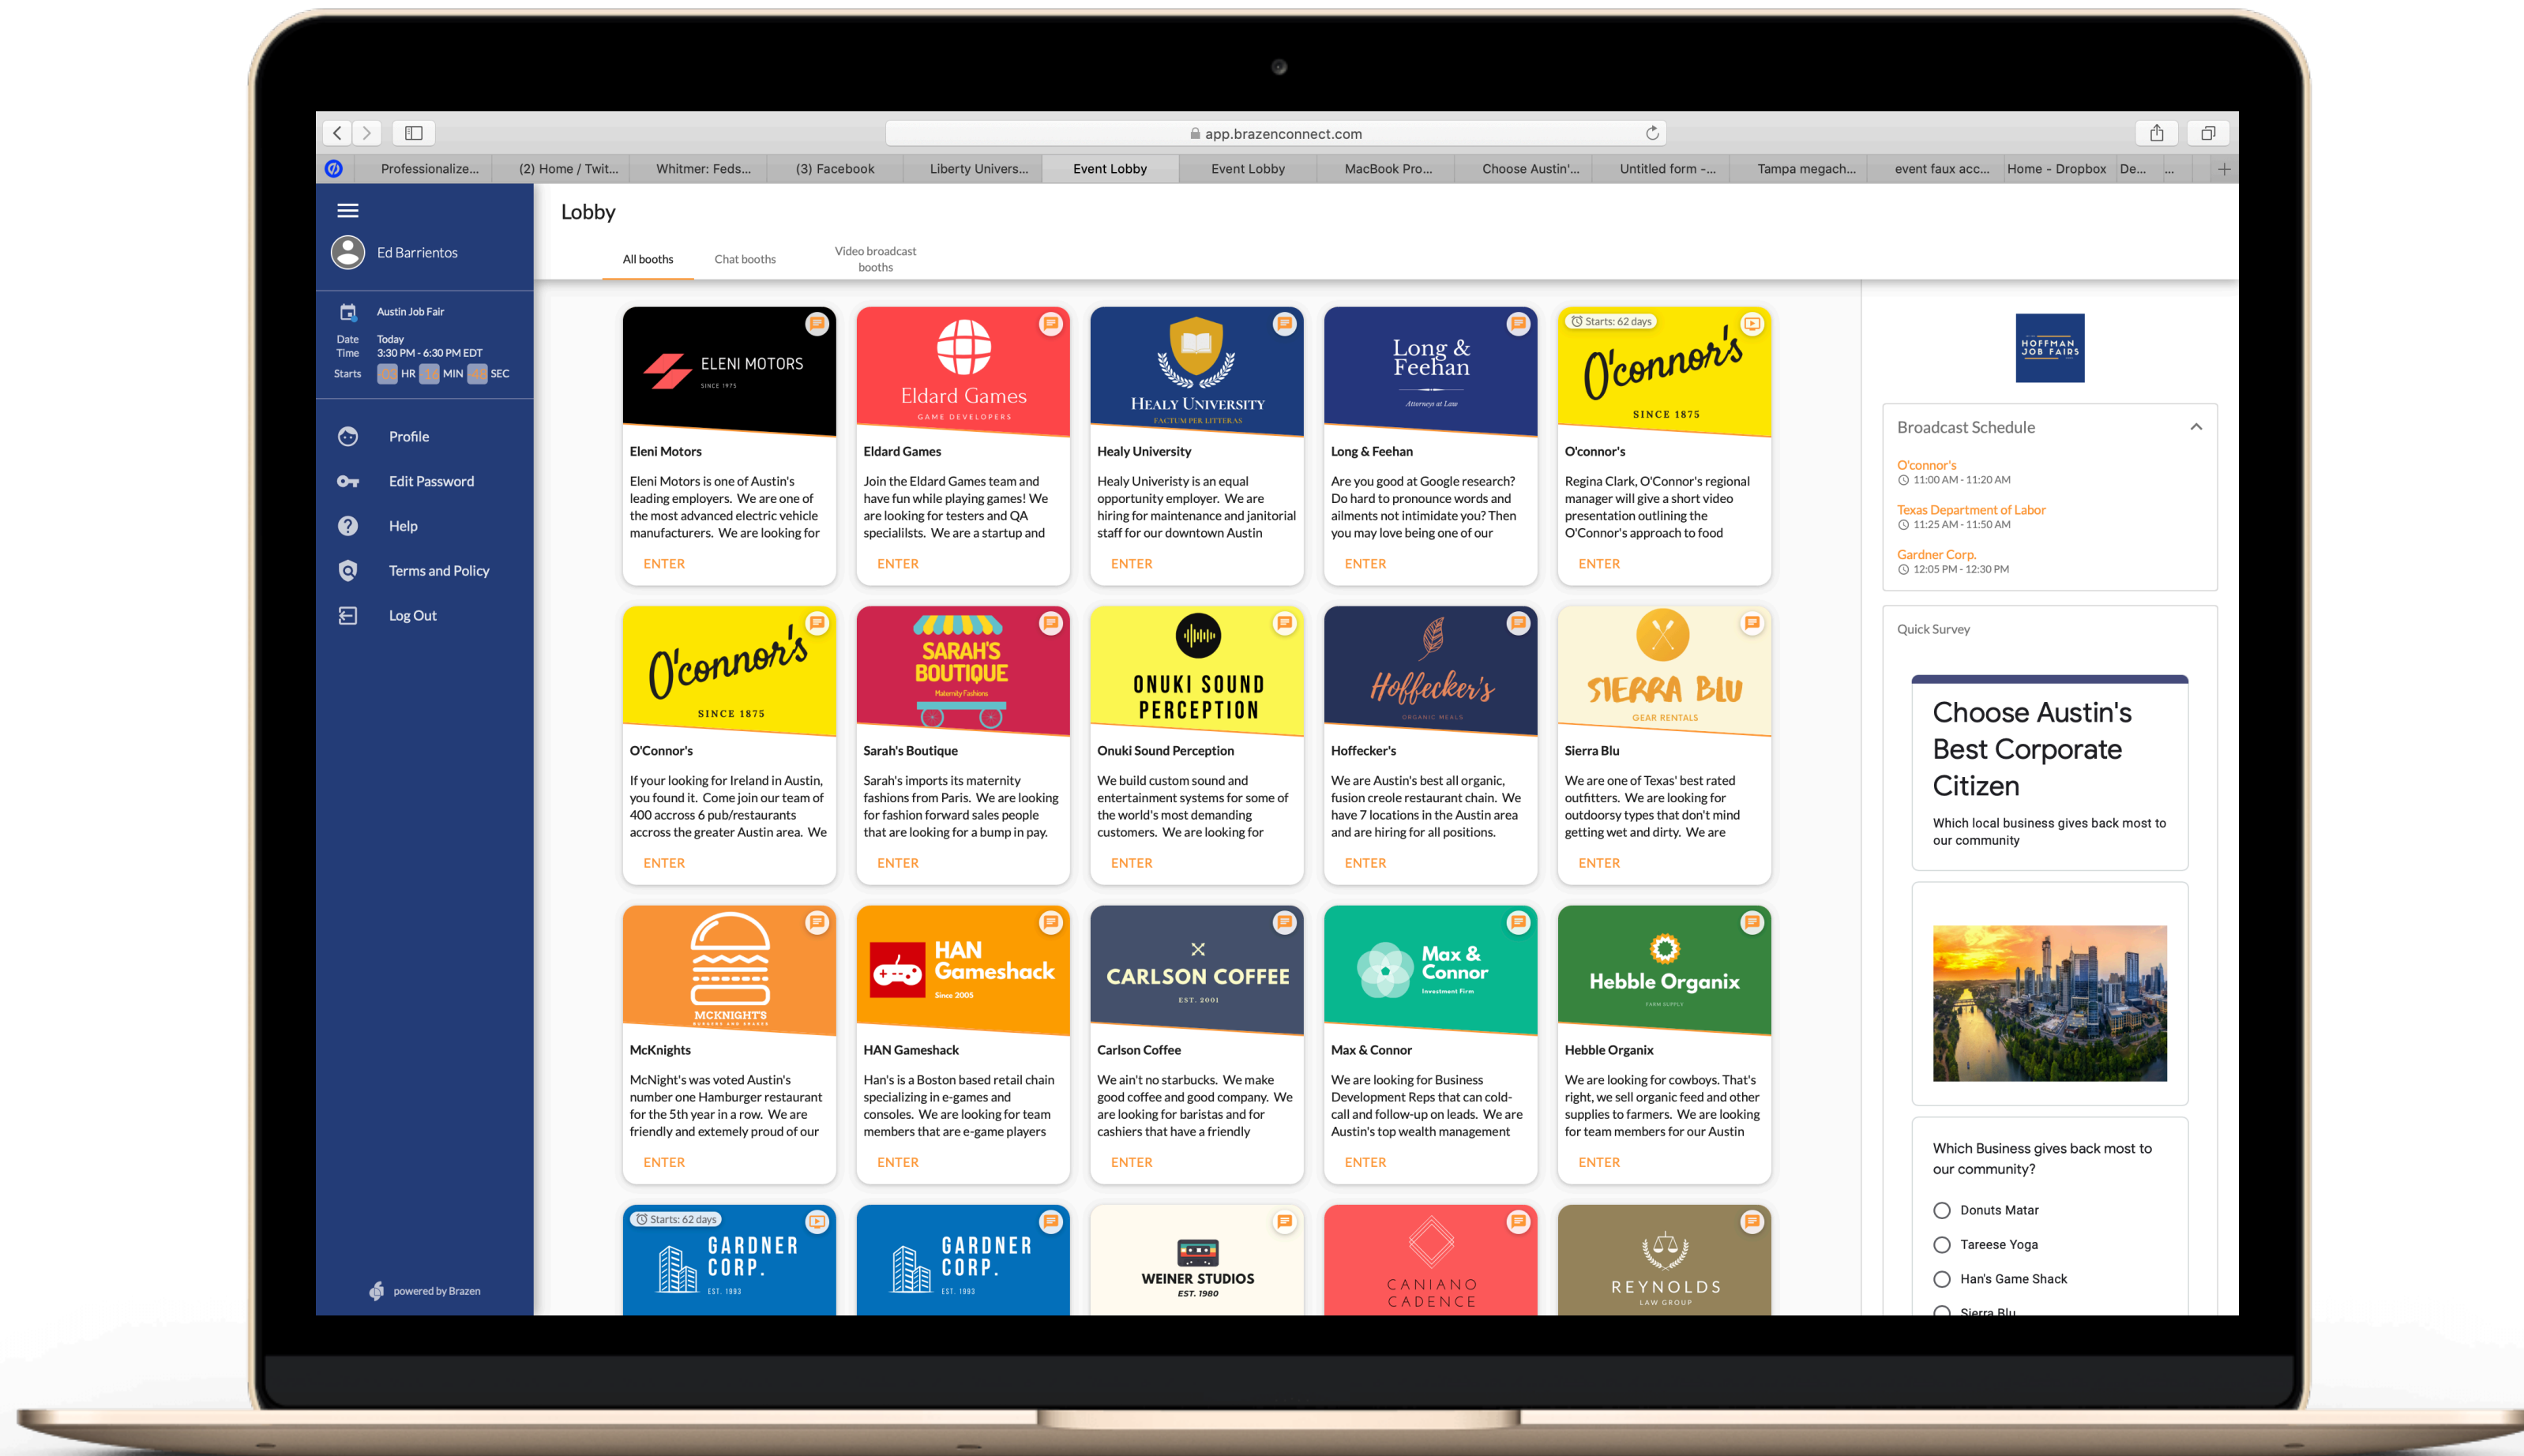 app.brazenconnect.com
Professionalize...
(2) Home / Twit...
Whitmer: Feds...
(3) Facebook
Liberty Univers...
Event Lobby
Event Lobby
MacBook Pro...
Choose Austin'...
Untitled form -...
Tampa megach...
event faux acc...
Home - Dropbox
De...
...
Ed Barrientos
Austin Job Fair
Date Today
Time 3:30 PM - 6:30 PM EDT
Starts HR MIN SEC
Profile
Edit Password
Help
Terms and Policy
Log Out
powered by Brazen
Lobby
All booths
Chat booths
Video broadcast
booths
ELENI MOTORS
SINCE 1975
Eleni Motors
Eleni Motors is one of Austin's
leading employers. We are one of
the most advanced electric vehicle
manufacturers. We are looking for
ENTER
Eldard Games
GAME DEVELOPERS
Eldard Games
Join the Eldard Games team and
have fun while playing games! We
are looking for testers and QA
specialilsts. We are a startup and
ENTER
HEALY UNIVERSITY
FACTUM PER LITTERAS
Healy University
Healy Univeristy is an equal
opportunity employer. We are
hiring for maintenance and janitorial
staff for our downtown Austin
ENTER
Long &
Feehan
Attorneys at Law
Long & Feehan
Are you good at Google research?
Do hard to pronounce words and
ailments not intimidate you? Then
you may love being one of our
ENTER
Starts: 62 days
O'connor's
SINCE 1875
O'connor's
Regina Clark, O'Connor's regional
manager will give a short video
presentation outlining the
O'Connor's approach to food
ENTER
O'connor's
SINCE 1875
O'Connor's
If your looking for Ireland in Austin,
you found it. Come join our team of
400 accross 6 pub/restaurants
accross the greater Austin area. We
ENTER
SARAH'S
BOUTIQUE
Maternity Fashions
Sarah's Boutique
Sarah's imports its maternity
fashions from Paris. We are looking
for fashion forward sales people
that are looking for a bump in pay.
ENTER
ONUKI SOUND
PERCEPTION
Onuki Sound Perception
We build custom sound and
entertainment systems for some of
the world's most demanding
customers. We are looking for
ENTER
Hoffecker's
ORGANIC MEALS
Hoffecker's
We are Austin's best all organic,
fusion creole restaurant chain. We
have 7 locations in the Austin area
and are hiring for all positions.
ENTER
SIERRA BLU
GEAR RENTALS
Sierra Blu
We are one of Texas' best rated
outfitters. We are looking for
outdoorsy types that don't mind
getting wet and dirty. We are
ENTER
MCKNIGHT'S
BURGERS AND SHAKES
McKnights
McNight's was voted Austin's
number one Hamburger restaurant
for the 5th year in a row. We are
friendly and extemely proud of our
ENTER
HAN
Gameshack
Since 2005
HAN Gameshack
Han's is a Boston based retail chain
specializing in e-games and
consoles. We are looking for team
members that are e-game players
ENTER
CARLSON COFFEE
EST. 2001
Carlson Coffee
We ain't no starbucks. We make
good coffee and good company. We
are looking for baristas and for
cashiers that have a friendly
ENTER
Max &
Connor
Investment Firm
Max & Connor
We are looking for Business
Development Reps that can cold-
call and follow-up on leads. We are
Austin's top wealth management
ENTER
Hebble Organix
FARM SUPPLY
Hebble Organix
We are looking for cowboys. That's
right, we sell organic feed and other
supplies to farmers. We are looking
for team members for our Austin
ENTER
Starts: 62 days
GARDNER
CORP.
EST. 1993
GARDNER
CORP.
EST. 1993
WEINER STUDIOS
EST. 1980
CANIANO
CADENCE
REYNOLDS
LAW GROUP
HOFFMAN
JOB FAIRS
Broadcast Schedule
O'connor's
11:00 AM - 11:20 AM
Texas Department of Labor
11:25 AM - 11:50 AM
Gardner Corp.
12:05 PM - 12:30 PM
Quick Survey
Choose Austin's
Best Corporate
Citizen
Which local business gives back most to
our community
Which Business gives back most to
our community?
Donuts Matar
Tareese Yoga
Han's Game Shack
Sierra Blu